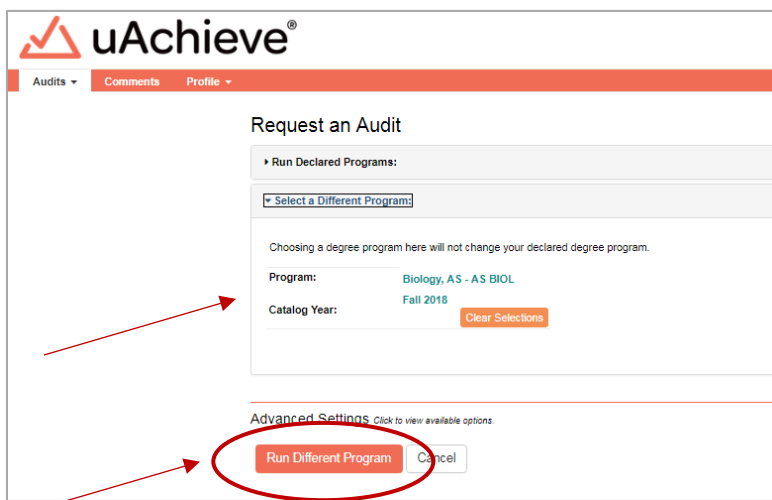 uAchieve®
Audits Comments Profile
Request an Audit
Run Declared Programs:
Select a Different Program:
Choosing a degree program here will not change your declared degree program.
Program: Biology, AS - AS BIOL
Catalog Year: Fall 2018
Clear Selections
Advanced Settings Click to view available options.
Run Different Program Cancel